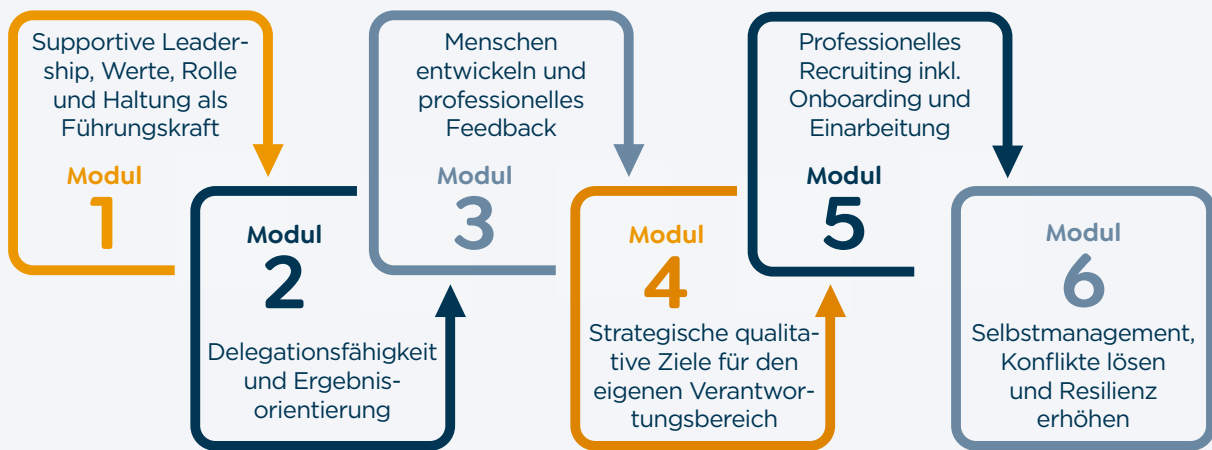 Supportive Leader-
ship, Werte, Rolle
und Haltung als
Führungskraft
Modul
1
Modul
2
Delegationsfähigkeit
und Ergebnis-
orientierung
Menschen
entwickeln und
professionelles
Feedback
Modul
3
Modul
4
Strategische qualita-
tive Ziele für den
eigenen Verantwor-
tungsbereich
Professionelles
Recruiting inkl.
Onboarding und
Einarbeitung
Modul
5
Modul
6
Selbstmanagement,
Konflikte lösen
und Resilienz
erhöhen